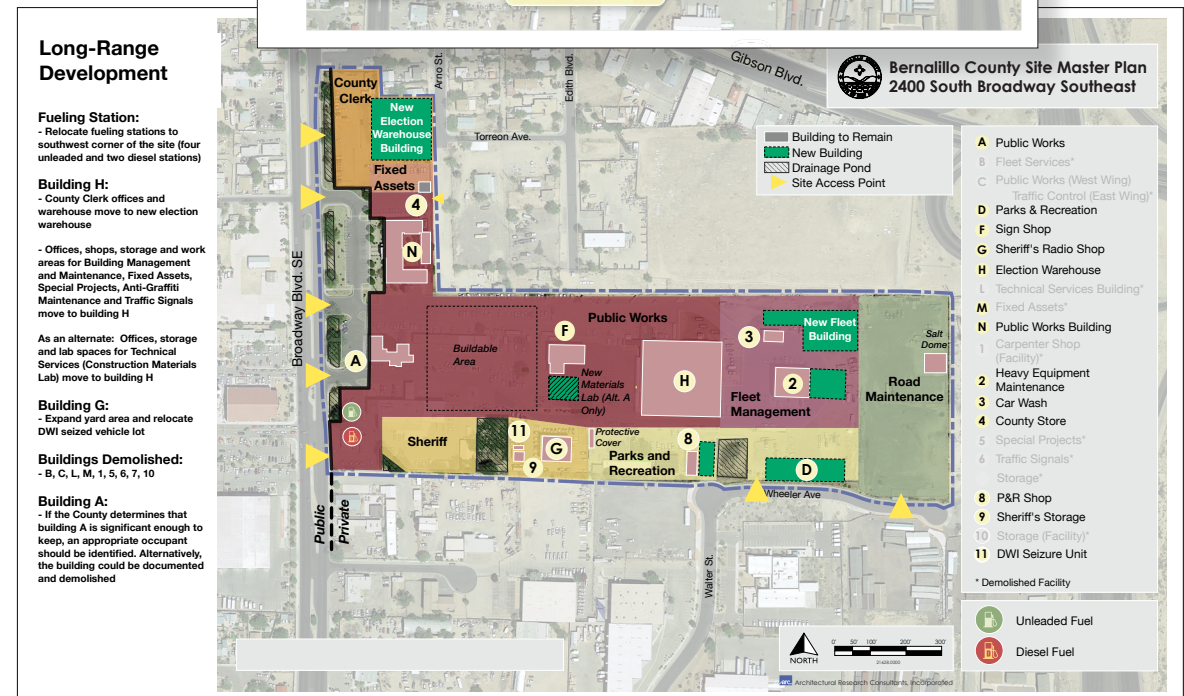 Long-Range
Development
Fueling Station:
- Relocate fueling stations to
southwest corner of the site (four
unleaded and two diesel stations)
Building H:
- County Clerk offices and
warehouse move to new election
warehouse
- Offices, shops, storage and work
areas for Building Management
and Maintenance, Fixed Assets,
Special Projects, Anti-Graffiti
Maintenance and Traffic Signals
move to building H
As an alternate:  Offices, storage
and lab spaces for Technical
Services (Construction Materials
Lab) move to building H
Building G:
- Expand yard area and relocate
DWI seized vehicle lot
Buildings Demolished:
- B, C, L, M, 1, 5, 6, 7, 10
Building A:
- If the County determines that
building A is significant enough to
keep, an appropriate occupant
should be identified. Alternatively,
the building could be documented
and demolished
Bernalillo County Site Master Plan
2400 South Broadway Southeast
Building to Remain
New Building
Drainage Pond
Site Access Point
A Public Works
B Fleet Services*
C Public Works (West Wing)
Traffic Control (East Wing)*
D Parks & Recreation
F Sign Shop
G Sheriff's Radio Shop
H Election Warehouse
L Technical Services Building*
M Fixed Assets*
N Public Works Building
1 Carpenter Shop
(Facility)*
2 Heavy Equipment
Maintenance
3 Car Wash
4 County Store
5 Special Projects*
6 Traffic Signals*
Storage*
8 P&R Shop
9 Sheriff's Storage
10 Storage (Facility)*
11 DWI Seizure Unit
* Demolished Facility
Unleaded Fuel
Diesel Fuel
Gibson Blvd.
Arno St.
Edith Blvd.
Torreon Ave.
Broadway Blvd. SE
Walter St.
Wheeler Ave
County
Clerk
New
Election
Warehouse
Building
Fixed
Assets
4
N
A
Buildable
Area
Public Works
F
New
Materials
Lab (Alt. A
Only)
H
3
New Fleet
Building
2
Fleet
Management
Salt
Dome
Road
Maintenance
Sheriff
11
9
G
Protective
Cover
Parks and
Recreation
8
D
Public
Private
NORTH
0' 50' 100' 200' 300'
arc Architectural Research Consultants, Incorporated